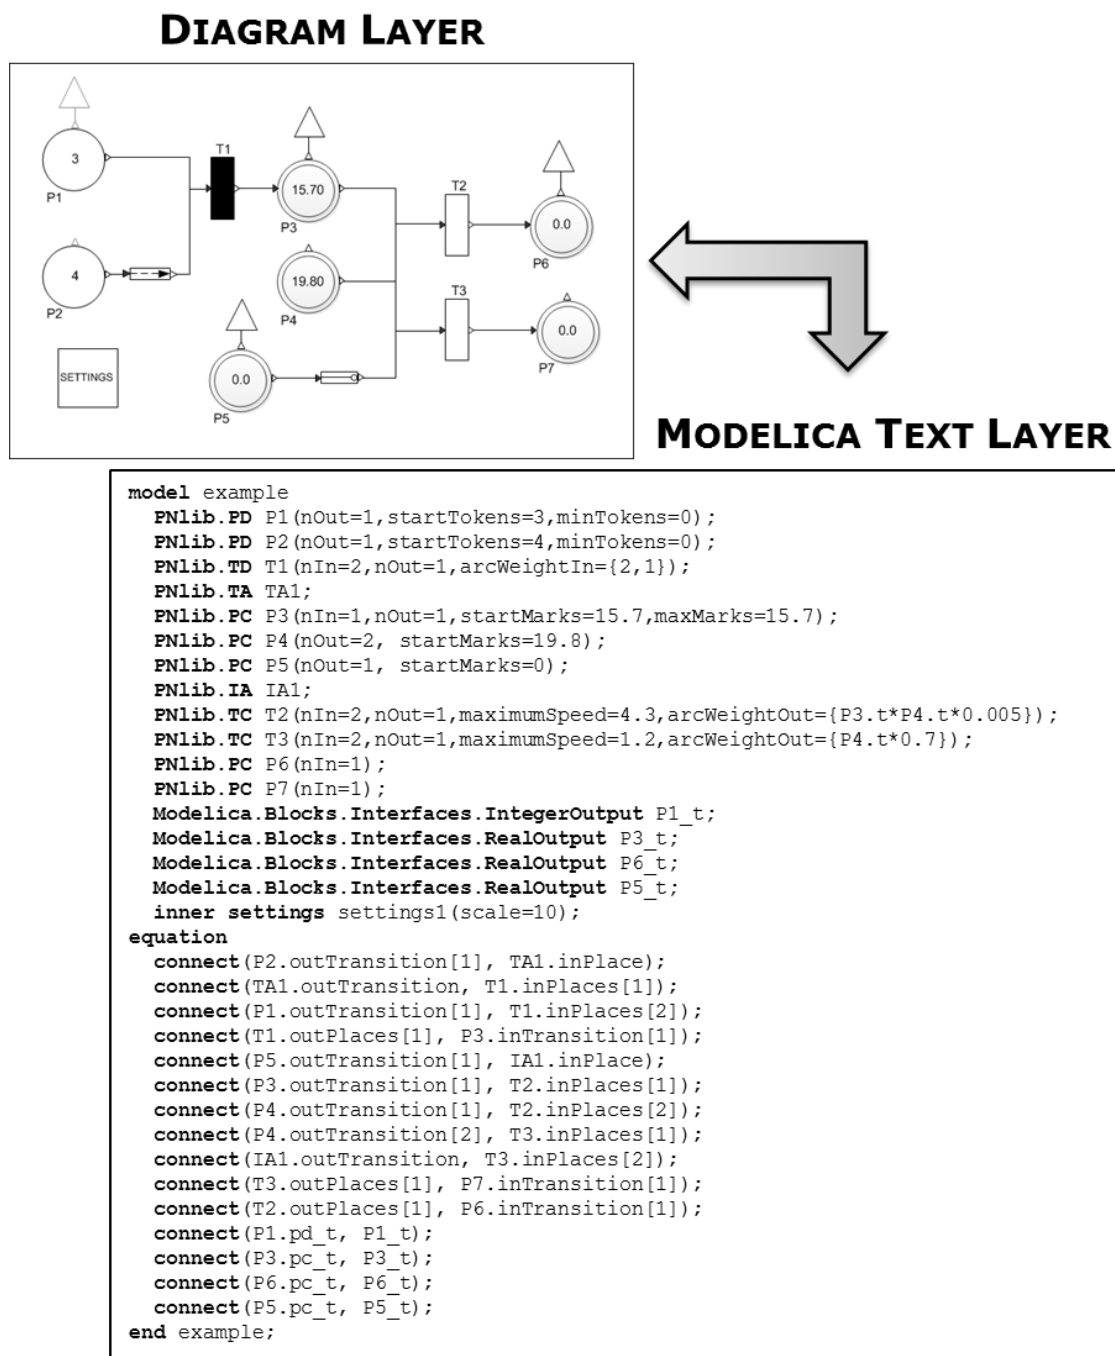 DIAGRAM LAYER
3
P1
T1
15.70
P3
T2
0.0
P6
4
P2
19.80
P4
T3
0.0
P7
SETTINGS
0.0
P5
MODELICA TEXT LAYER
model example
PNlib.PD P1(nOut=1,startTokens=3,minTokens=0);
PNlib.PD P2(nOut=1,startTokens=4,minTokens=0);
PNlib.TD T1(nIn=2,nOut=1,arcWeightIn={2,1});
PNlib.TA TA1;
PNlib.PC P3(nIn=1,nOut=1,startMarks=15.7,maxMarks=15.7);
PNlib.PC P4(nOut=2, startMarks=19.8);
PNlib.PC P5(nOut=1, startMarks=0);
PNlib.IA IA1;
PNlib.TC T2(nIn=2,nOut=1,maximumSpeed=4.3,arcWeightOut={P3.t*P4.t*0.005});
PNlib.TC T3(nIn=2,nOut=1,maximumSpeed=1.2,arcWeightOut={P4.t*0.7});
PNlib.PC P6(nIn=1);
PNlib.PC P7(nIn=1);
Modelica.Blocks.Interfaces.IntegerOutput P1_t;
Modelica.Blocks.Interfaces.RealOutput P3_t;
Modelica.Blocks.Interfaces.RealOutput P6_t;
Modelica.Blocks.Interfaces.RealOutput P5_t;
inner settings settings1(scale=10);
equation
connect(P2.outTransition[1], TA1.inPlace);
connect(TA1.outTransition, T1.inPlaces[1]);
connect(P1.outTransition[1], T1.inPlaces[2]);
connect(T1.outPlaces[1], P3.inTransition[1]);
connect(P5.outTransition[1], IA1.inPlace);
connect(P3.outTransition[1], T2.inPlaces[1]);
connect(P4.outTransition[1], T2.inPlaces[2]);
connect(P4.outTransition[2], T3.inPlaces[1]);
connect(IA1.outTransition, T3.inPlaces[2]);
connect(T3.outPlaces[1], P7.inTransition[1]);
connect(T2.outPlaces[1], P6.inTransition[1]);
connect(P1.pd_t, P1_t);
connect(P3.pc_t, P3_t);
connect(P6.pc_t, P6_t);
connect(P5.pc_t, P5_t);
end example;